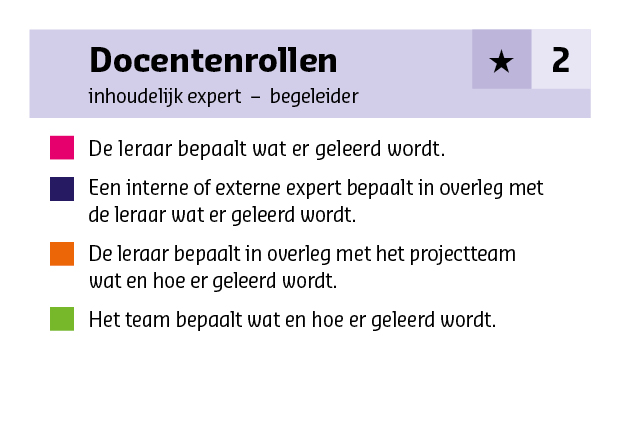 Docentenrollen ★ 2
inhoudelijk expert – begeleider
De leraar bepaalt wat er geleerd wordt.
Een interne of externe expert bepaalt in overleg met
de leraar wat er geleerd wordt.
De leraar bepaalt in overleg met het projectteam
wat en hoe er geleerd wordt.
Het team bepaalt wat en hoe er geleerd wordt.